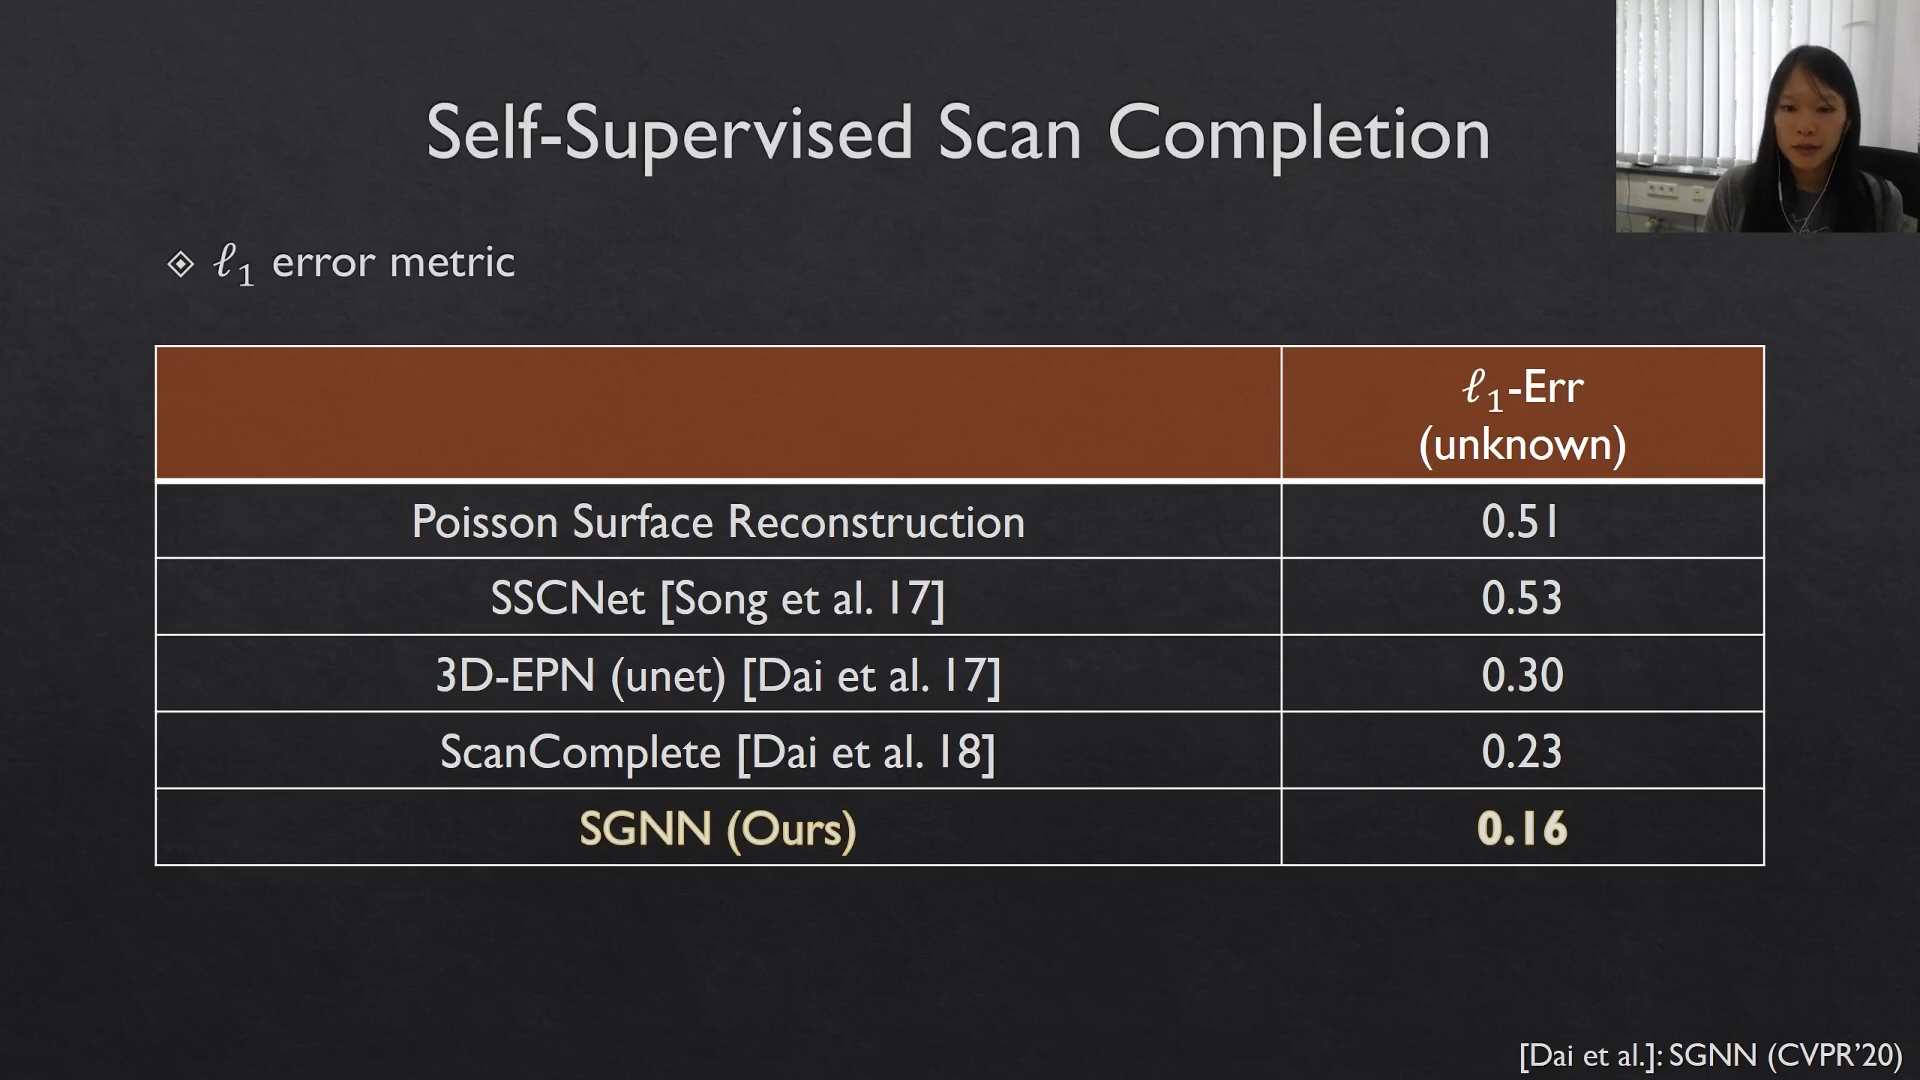 Self-Supervised Scan Completion
ℓ₁ error metric
ℓ₁-Err
(unknown)
Poisson Surface Reconstruction 0.51
SSCNet [Song et al. 17] 0.53
3D-EPN (unet) [Dai et al. 17] 0.30
ScanComplete [Dai et al. 18] 0.23
SGNN (Ours) 0.16
[Dai et al.]: SGNN (CVPR’20)